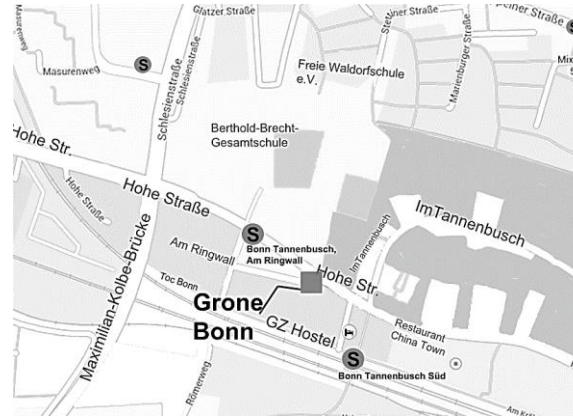 Glatzer Straße
Stettiner Straße
Masurenweg
S
Schlesienstraße
Schlesienstraße
Freie Waldorfschule
e.V.
Marienburger Straße
Mix
Berthold-Brecht-
Gesamtschule
Hohe Str.
Hohe Straße
Hohe Straße
S
Bonn Tannenbusch,
Am Ringwall
ImTannenbusch
ImTannenbusch
Am Ringwall
Toc Bonn
Hohe Str.
Maximilian-Kolbe-Brücke
Grone
Bonn
GZ Hostel
Restaurant
China Town
S
Bonn Tannenbusch Süd
Römerweg